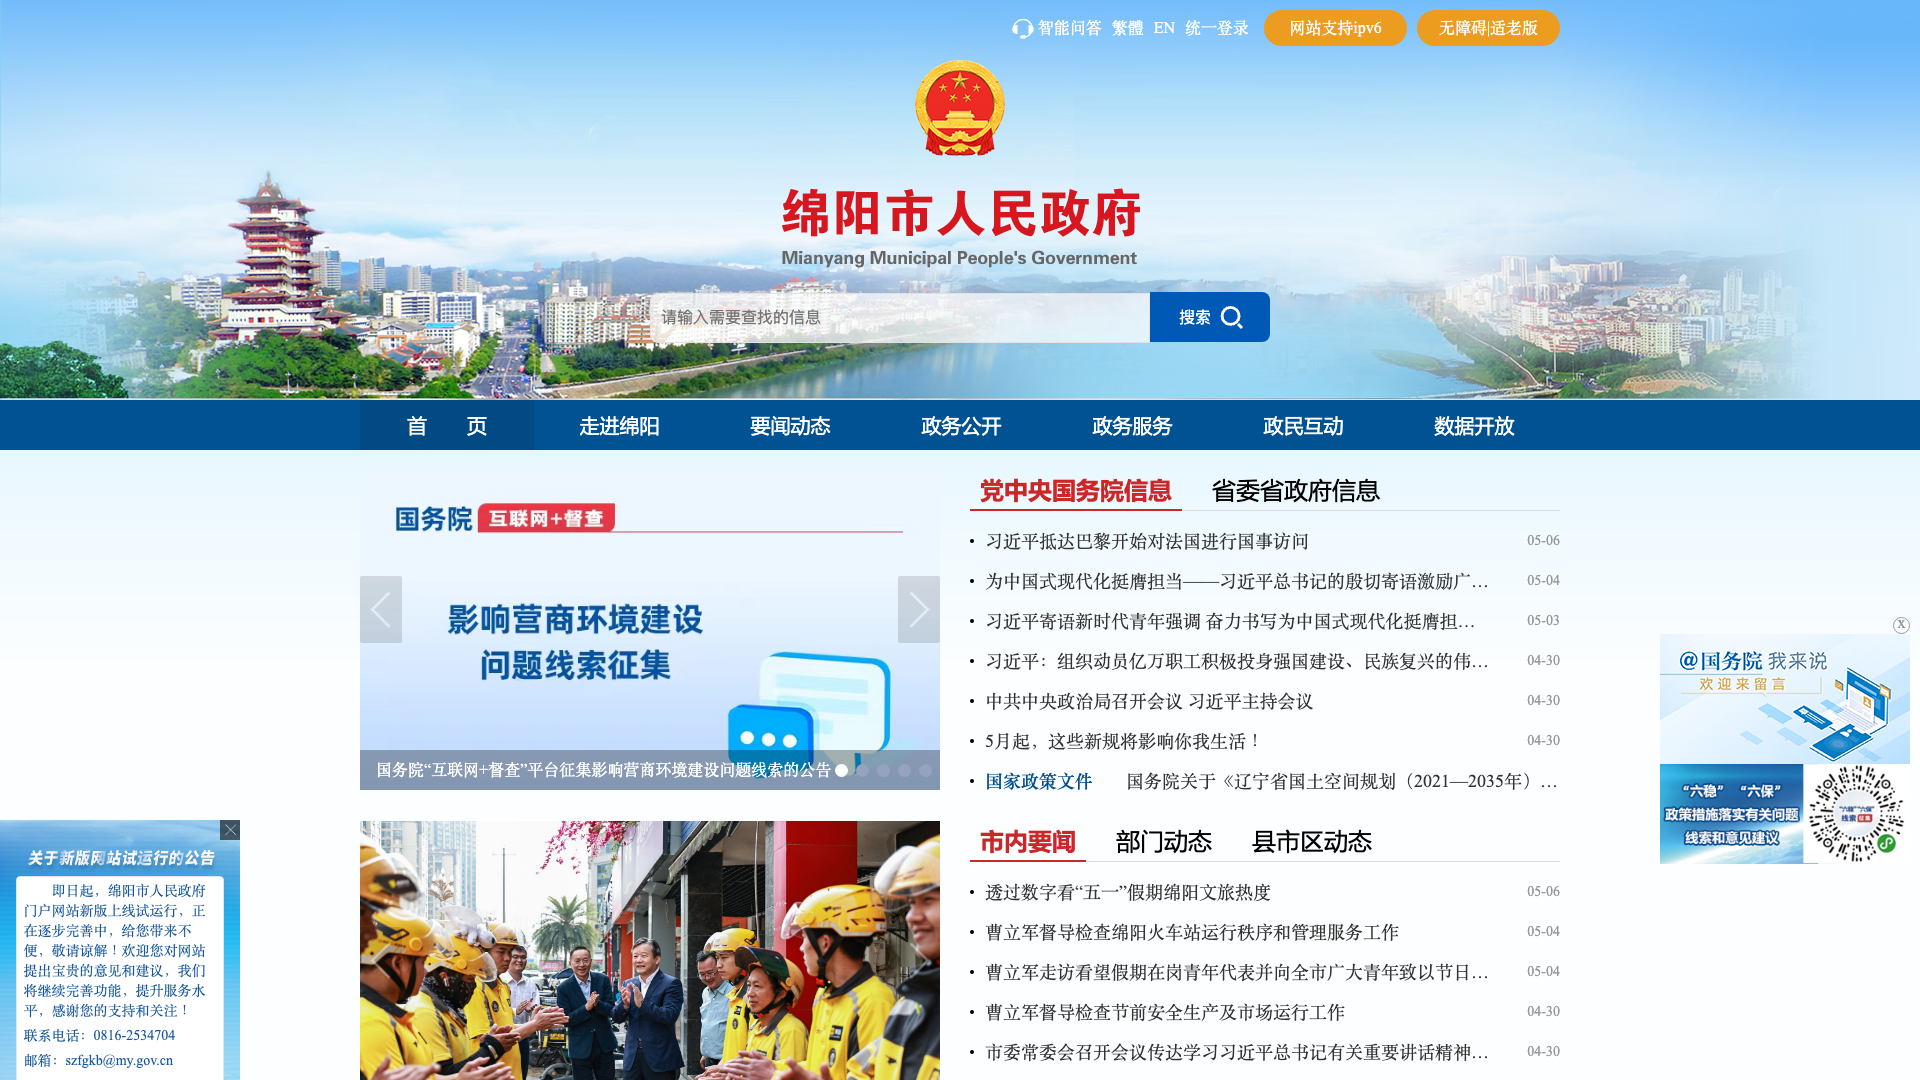 智能问答 繁體 EN 统一登录 网站支持ipv6 无障碍|适老版
绵阳市人民政府
Mianyang Municipal People's Government
请输入需要查找的信息 搜索
首 页 走进绵阳 要闻动态 政务公开 政务服务 政民互动 数据开放
国务院 互联网+督查
影响营商环境建设
问题线索征集
国务院“互联网+督查”平台征集影响营商环境建设问题线索的公告
党中央国务院信息 省委省政府信息
习近平抵达巴黎开始对法国进行国事访问 05-06
为中国式现代化挺膺担当——习近平总书记的殷切寄语激励广… 05-04
习近平寄语新时代青年强调 奋力书写为中国式现代化挺膺担… 05-03
习近平：组织动员亿万职工积极投身强国建设、民族复兴的伟… 04-30
中共中央政治局召开会议 习近平主持会议 04-30
5月起，这些新规将影响你我生活！ 04-30
国家政策文件 国务院关于《辽宁省国土空间规划（2021—2035年）…
市内要闻 部门动态 县市区动态
透过数字看“五一”假期绵阳文旅热度 05-06
曹立军督导检查绵阳火车站运行秩序和管理服务工作 05-04
曹立军走访看望假期在岗青年代表并向全市广大青年致以节日… 05-04
曹立军督导检查节前安全生产及市场运行工作 04-30
市委常委会召开会议传达学习习近平总书记有关重要讲话精神… 04-30
关于新版网站试运行的公告
即日起，绵阳市人民政府
门户网站新版上线试运行，正
在逐步完善中，给您带来不
便，敬请谅解！欢迎您对网站
提出宝贵的意见和建议，我们
将继续完善功能，提升服务水
平，感谢您的支持和关注！
联系电话：0816-2534704
邮箱：szfgkb@my.gov.cn
X
@国务院 我来说
欢迎来留言
“六稳” “六保”
政策措施落实有关问题
线索和意见建议
线索 征集